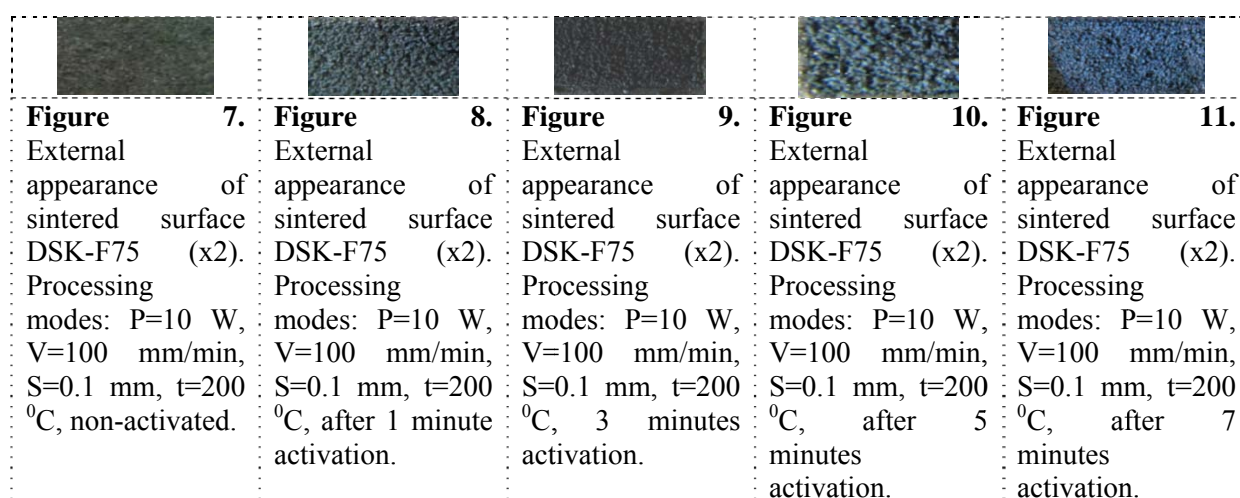 Figure 7.
External
appearance of
sintered surface
DSK-F75 (x2).
Processing
modes: P=10 W,
V=100 mm/min,
S=0.1 mm, t=200
⁰C, non-activated.
Figure 8.
External
appearance of
sintered surface
DSK-F75 (x2).
Processing
modes: P=10 W,
V=100 mm/min,
S=0.1 mm, t=200
⁰C, after 1 minute
activation.
Figure 9.
External
appearance of
sintered surface
DSK-F75 (x2).
Processing
modes: P=10 W,
V=100 mm/min,
S=0.1 mm, t=200
⁰C, 3 minutes
activation.
Figure 10.
External
appearance of
sintered surface
DSK-F75 (x2).
Processing
modes: P=10 W,
V=100 mm/min,
S=0.1 mm, t=200
⁰C, after 5
minutes
activation.
Figure 11.
External
appearance of
sintered surface
DSK-F75 (x2).
Processing
modes: P=10 W,
V=100 mm/min,
S=0.1 mm, t=200
⁰C, after 7
minutes
activation.